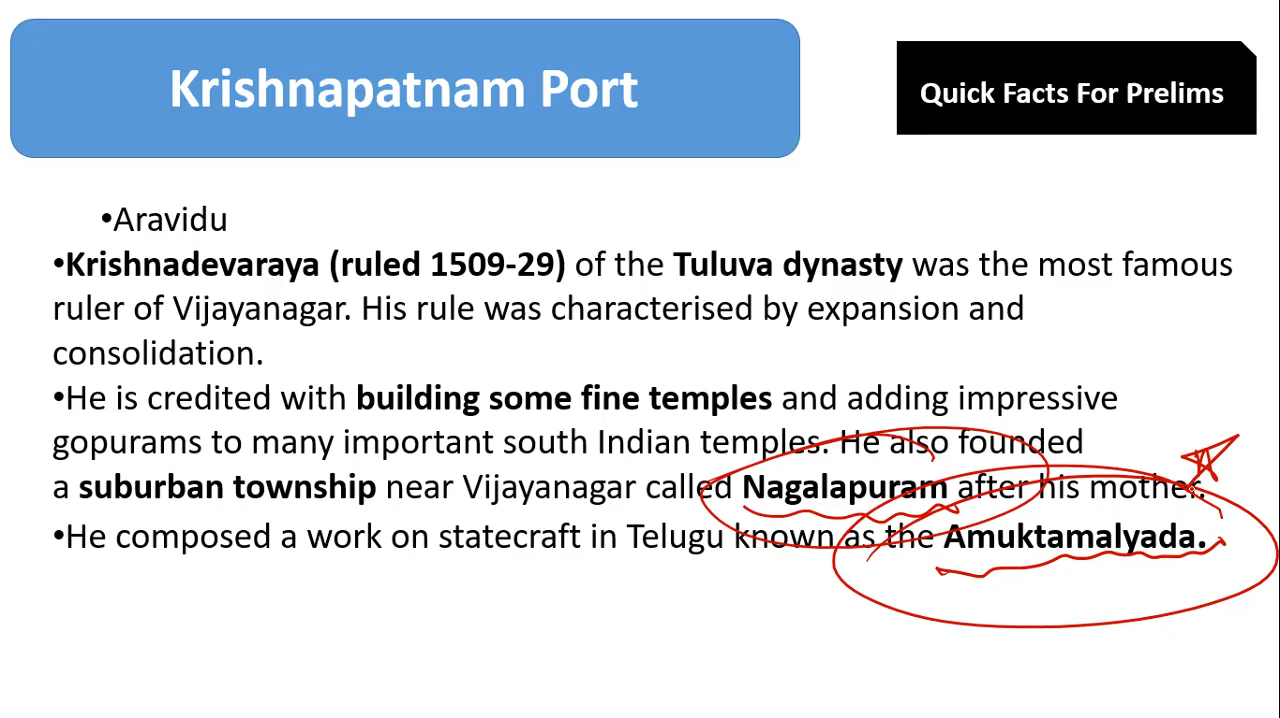 Krishnapatnam Port
Quick Facts For Prelims
•Aravidu
•Krishnadevaraya (ruled 1509-29) of the Tuluva dynasty was the most famous
ruler of Vijayanagar. His rule was characterised by expansion and
consolidation.
•He is credited with building some fine temples and adding impressive
gopurams to many important south Indian temples. He also founded
a suburban township near Vijayanagar called Nagalapuram after his mother.
•He composed a work on statecraft in Telugu known as the Amuktamalyada.